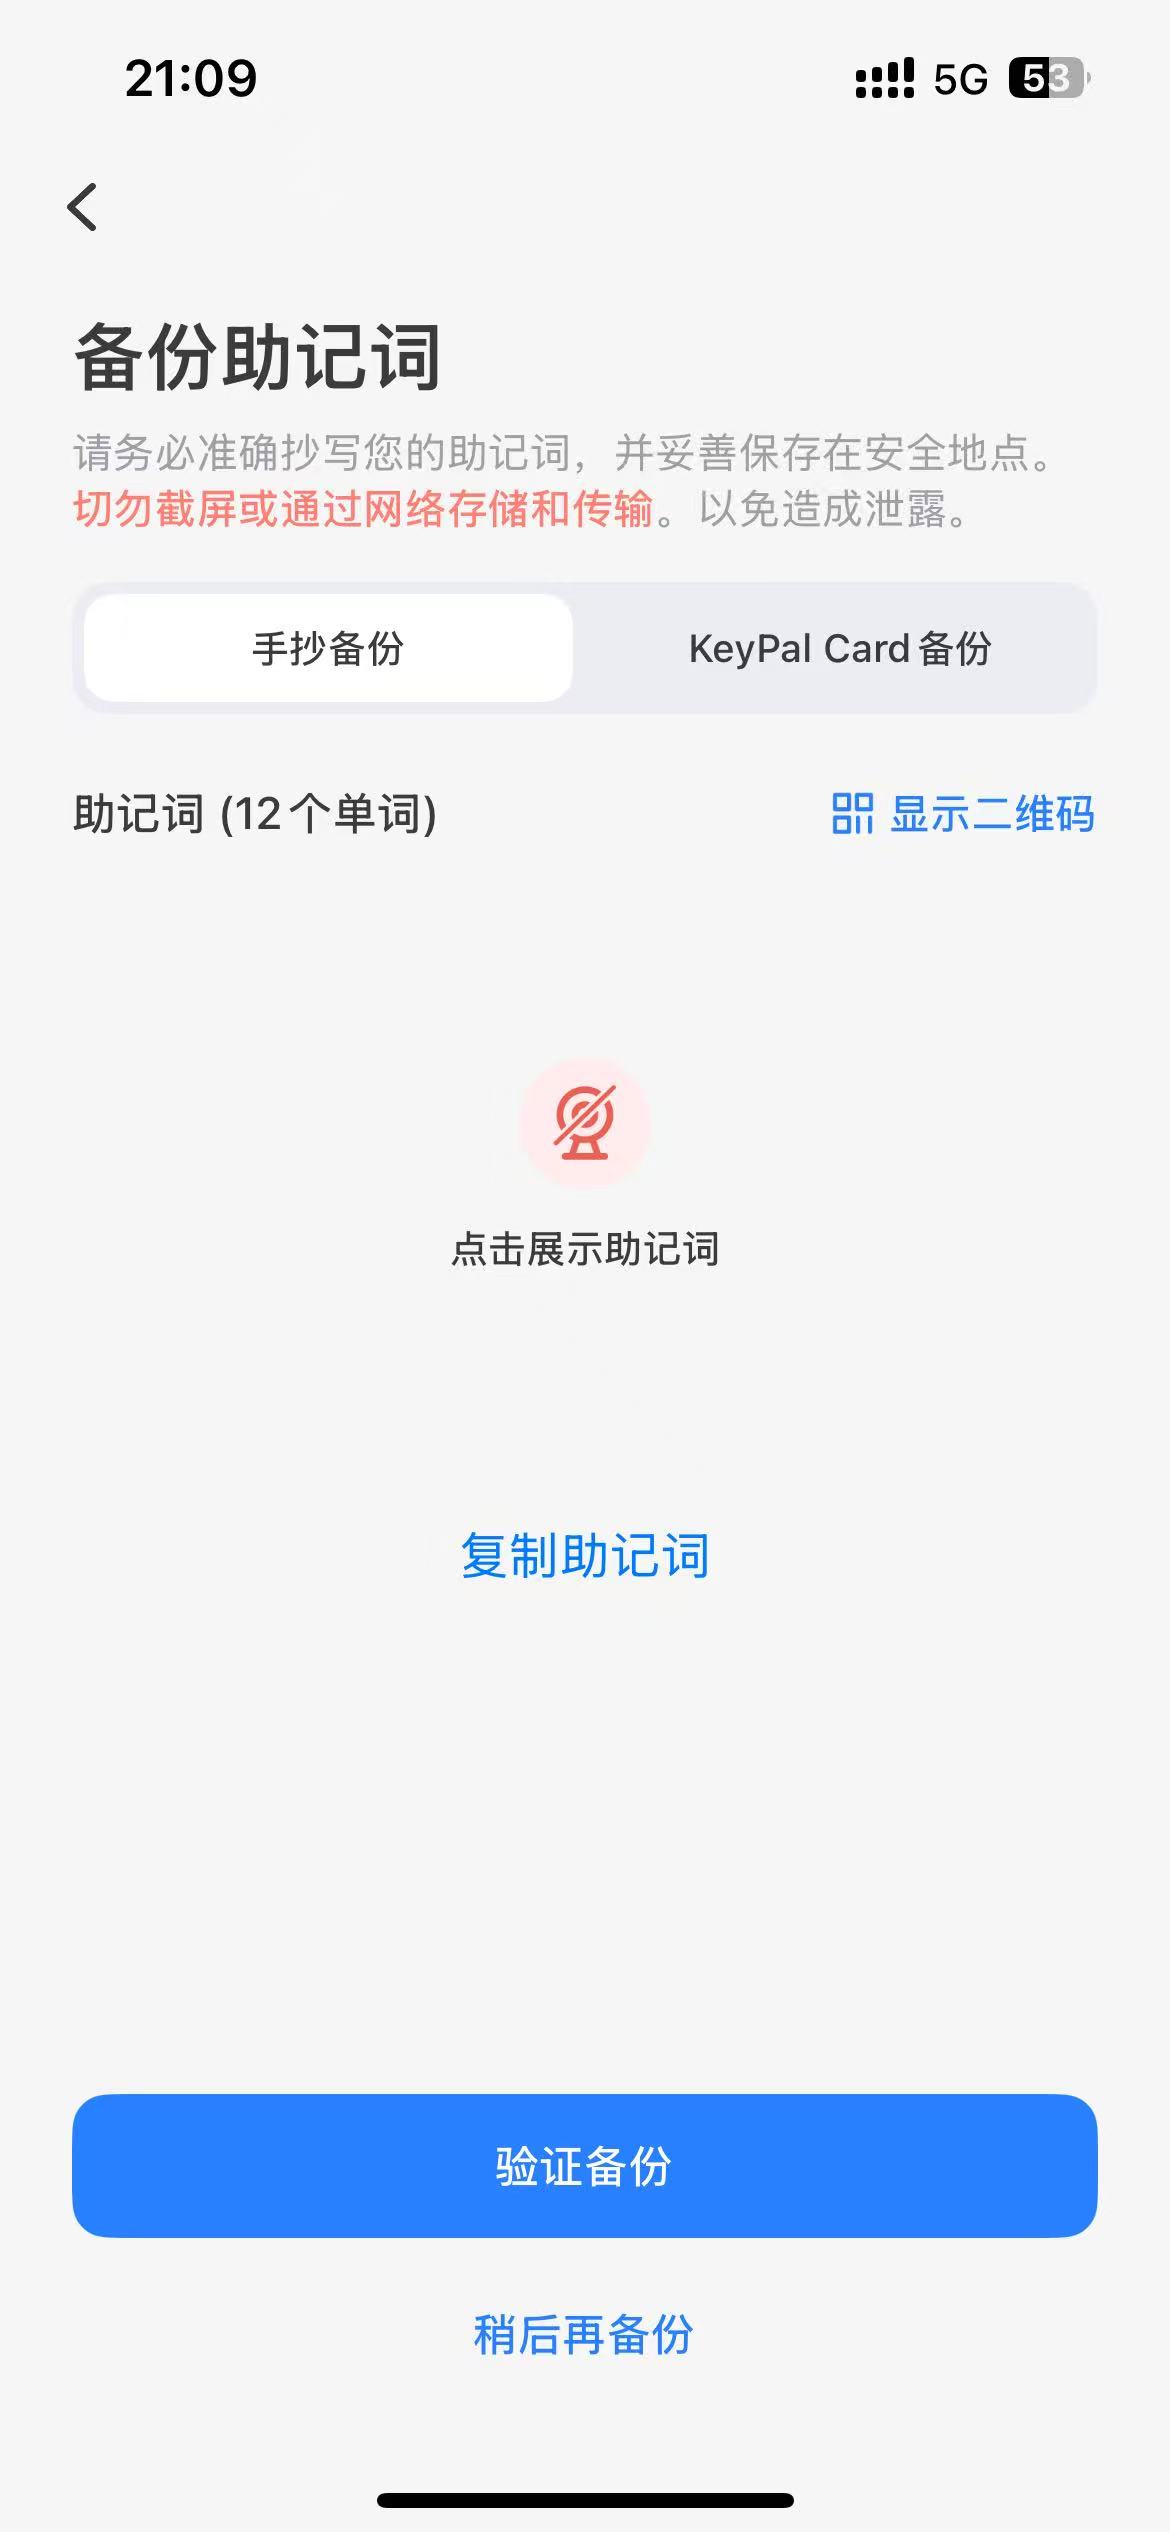 21:09 5G 53
备份助记词
请务必准确抄写您的助记词，并妥善保存在安全地点。
切勿截屏或通过网络存储和传输。以免造成泄露。
手抄备份 KeyPal Card 备份
助记词 (12 个单词) 显示二维码
点击展示助记词
复制助记词
验证备份
稍后再备份